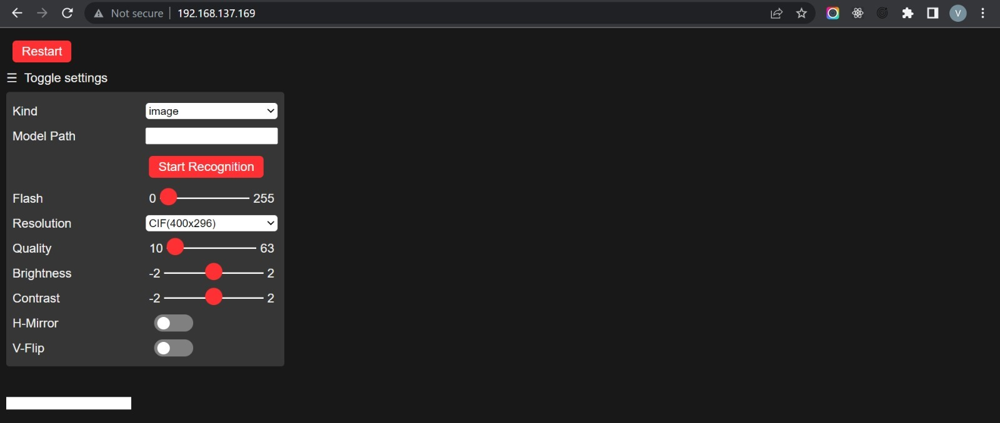 Not secure 192.168.137.169
V
Restart
☰ Toggle settings
Kind image
Model Path
Start Recognition
Flash 0 255
Resolution CIF(400x296)
Quality 10 63
Brightness -2 2
Contrast -2 2
H-Mirror
V-Flip